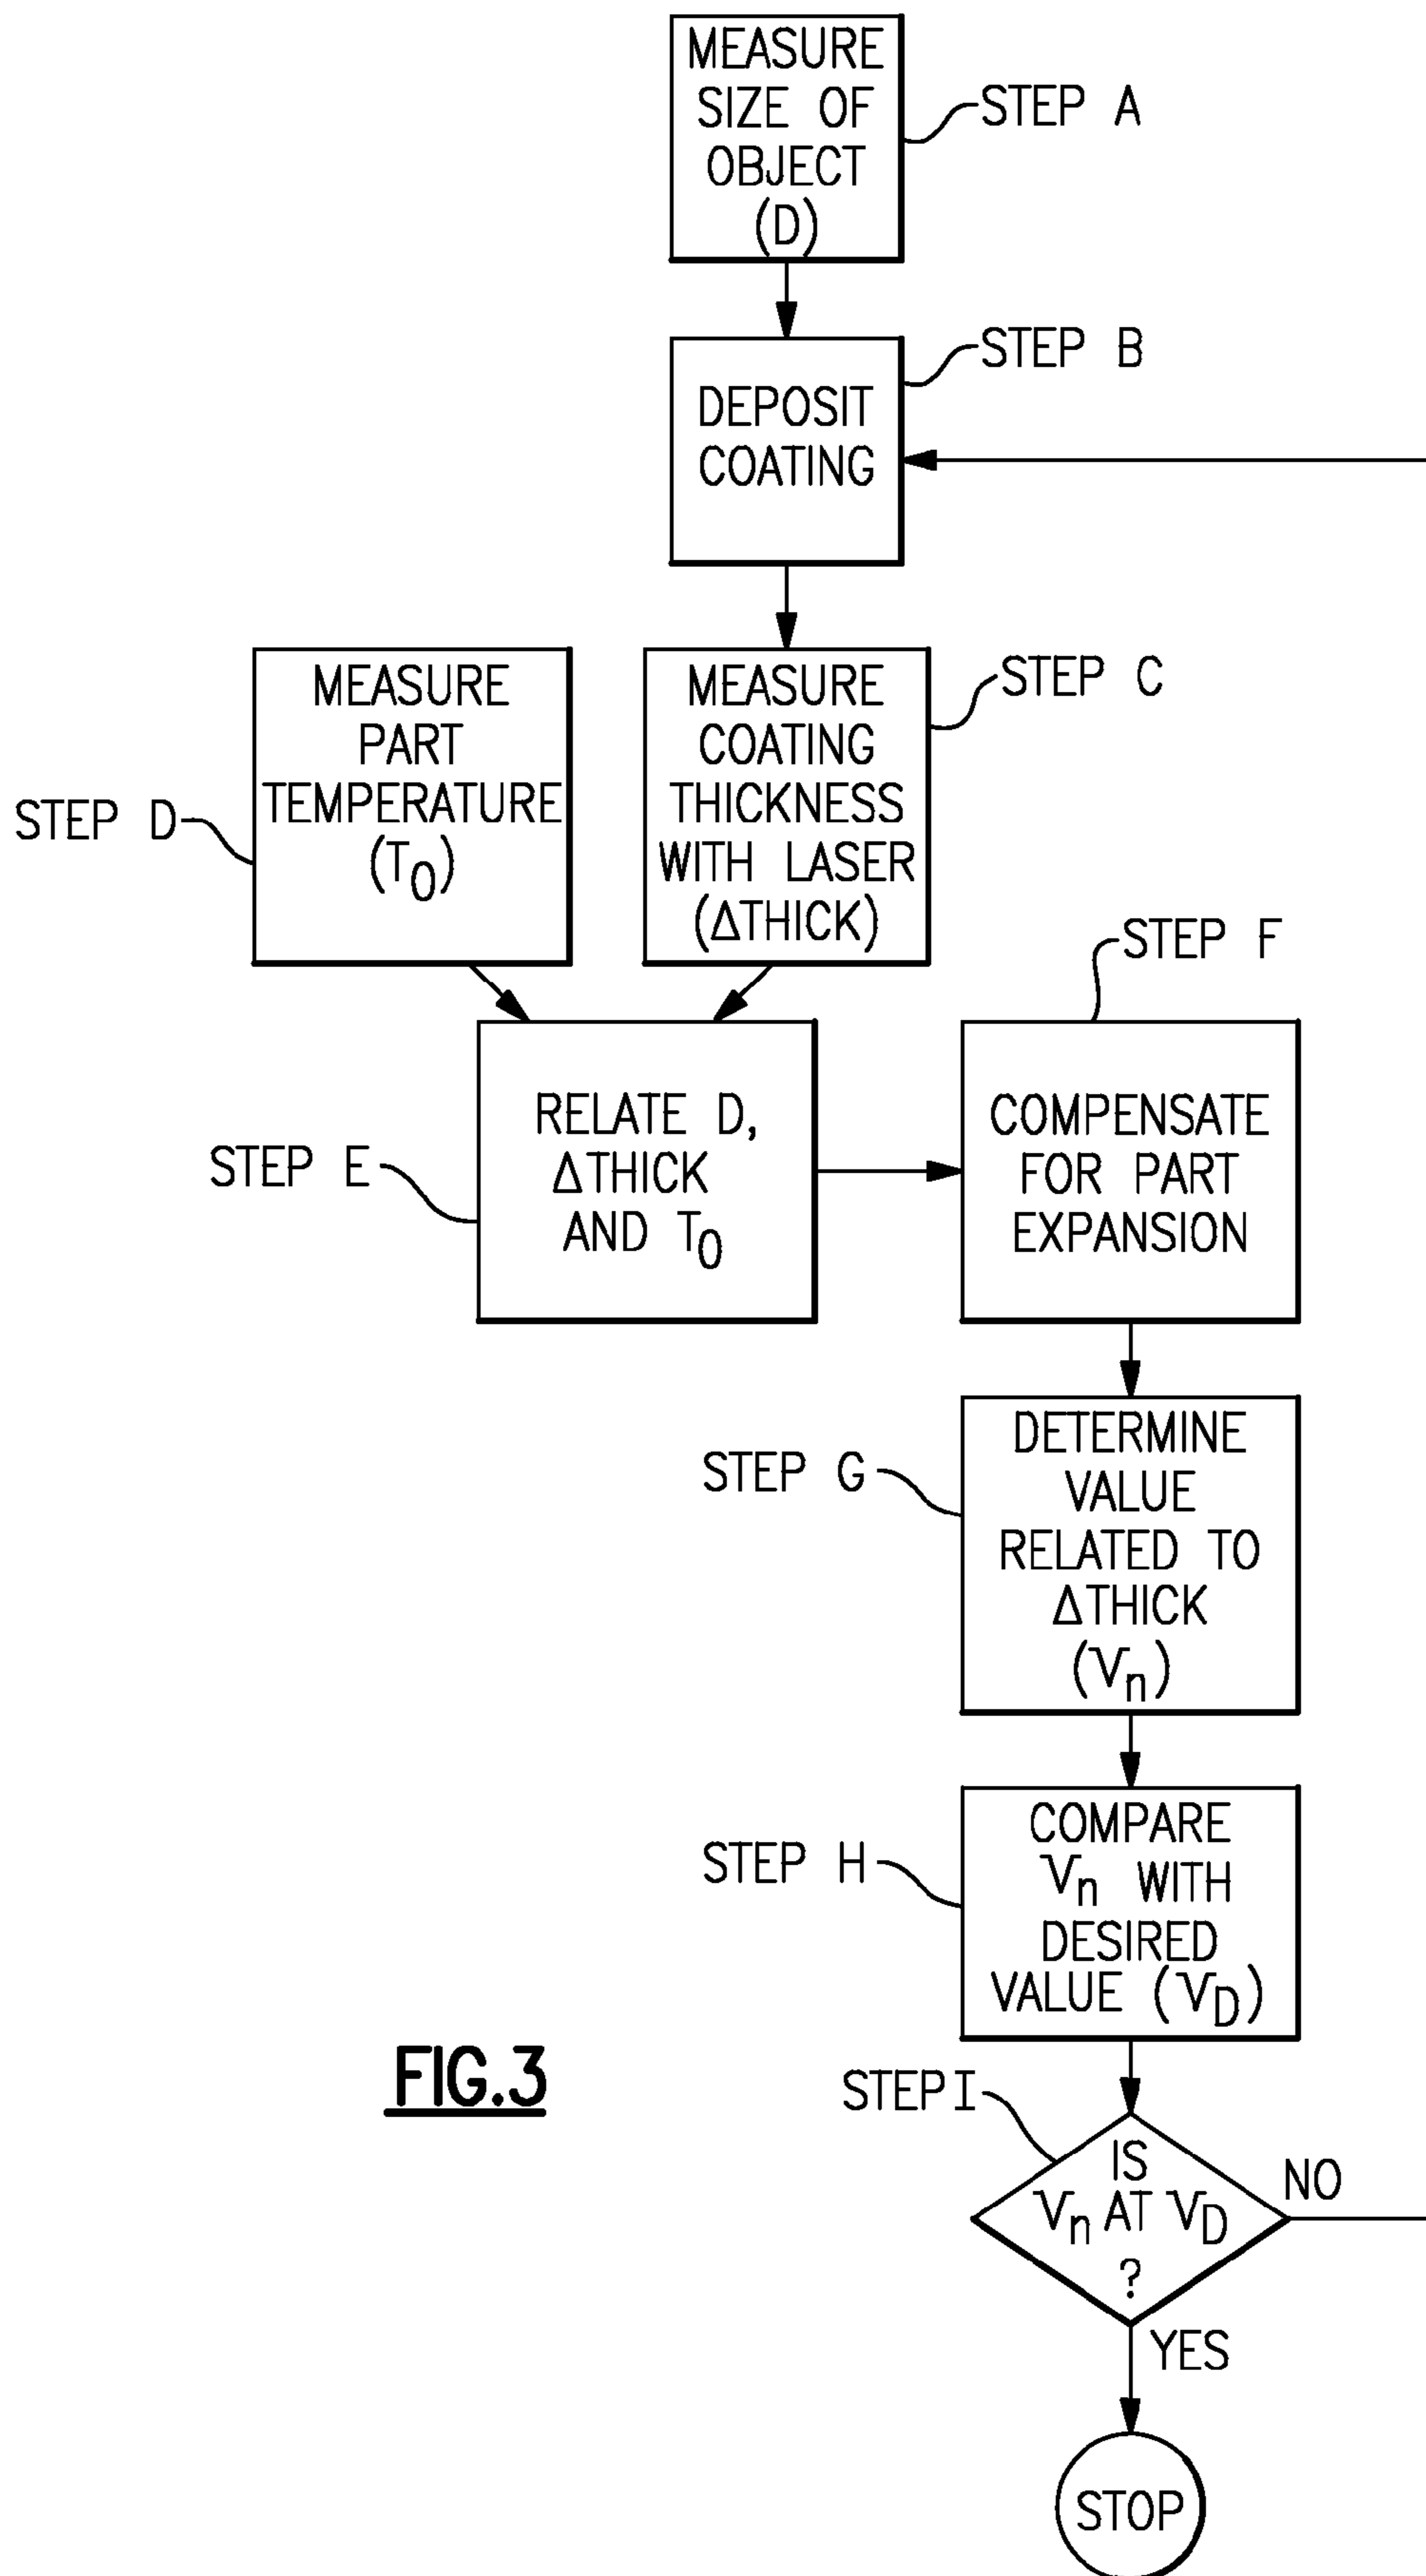 MEASURE
SIZE OF
OBJECT
(D)
STEP A
DEPOSIT
COATING
STEP B
MEASURE
PART
TEMPERATURE
(T0)
STEP D
MEASURE
COATING
THICKNESS
WITH LASER
(ΔTHICK)
STEP C
RELATE D,
ΔTHICK
AND T0
STEP E
COMPENSATE
FOR PART
EXPANSION
STEP F
DETERMINE
VALUE
RELATED TO
ΔTHICK
(Vn)
STEP G
COMPARE
Vn WITH
DESIRED
VALUE (VD)
STEP H
FIG.3
STEP I
IS
Vn AT VD
?
NO
YES
STOP